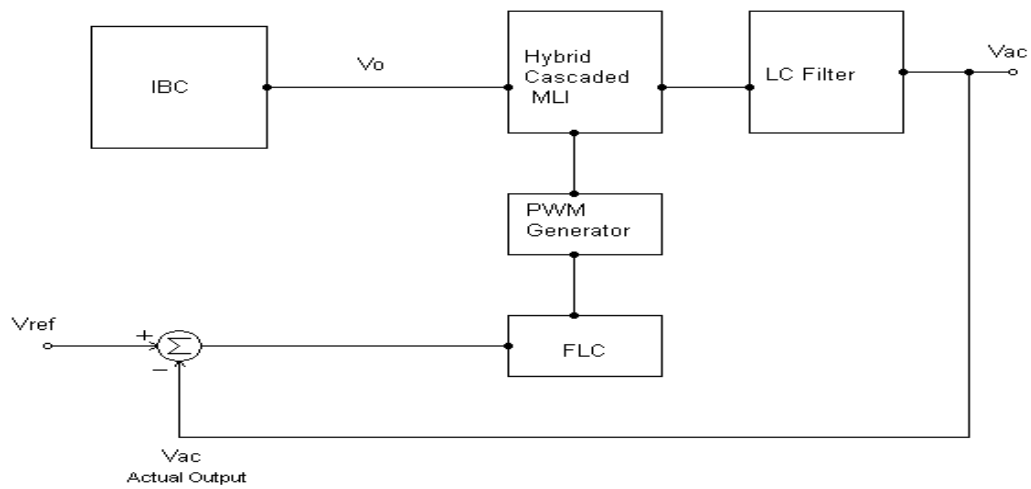 IBC
Vo
Hybrid
Cascaded
MLI
LC Filter
Vac
PWM
Generator
Vref
+
Σ
−
FLC
Vac
Actual Output